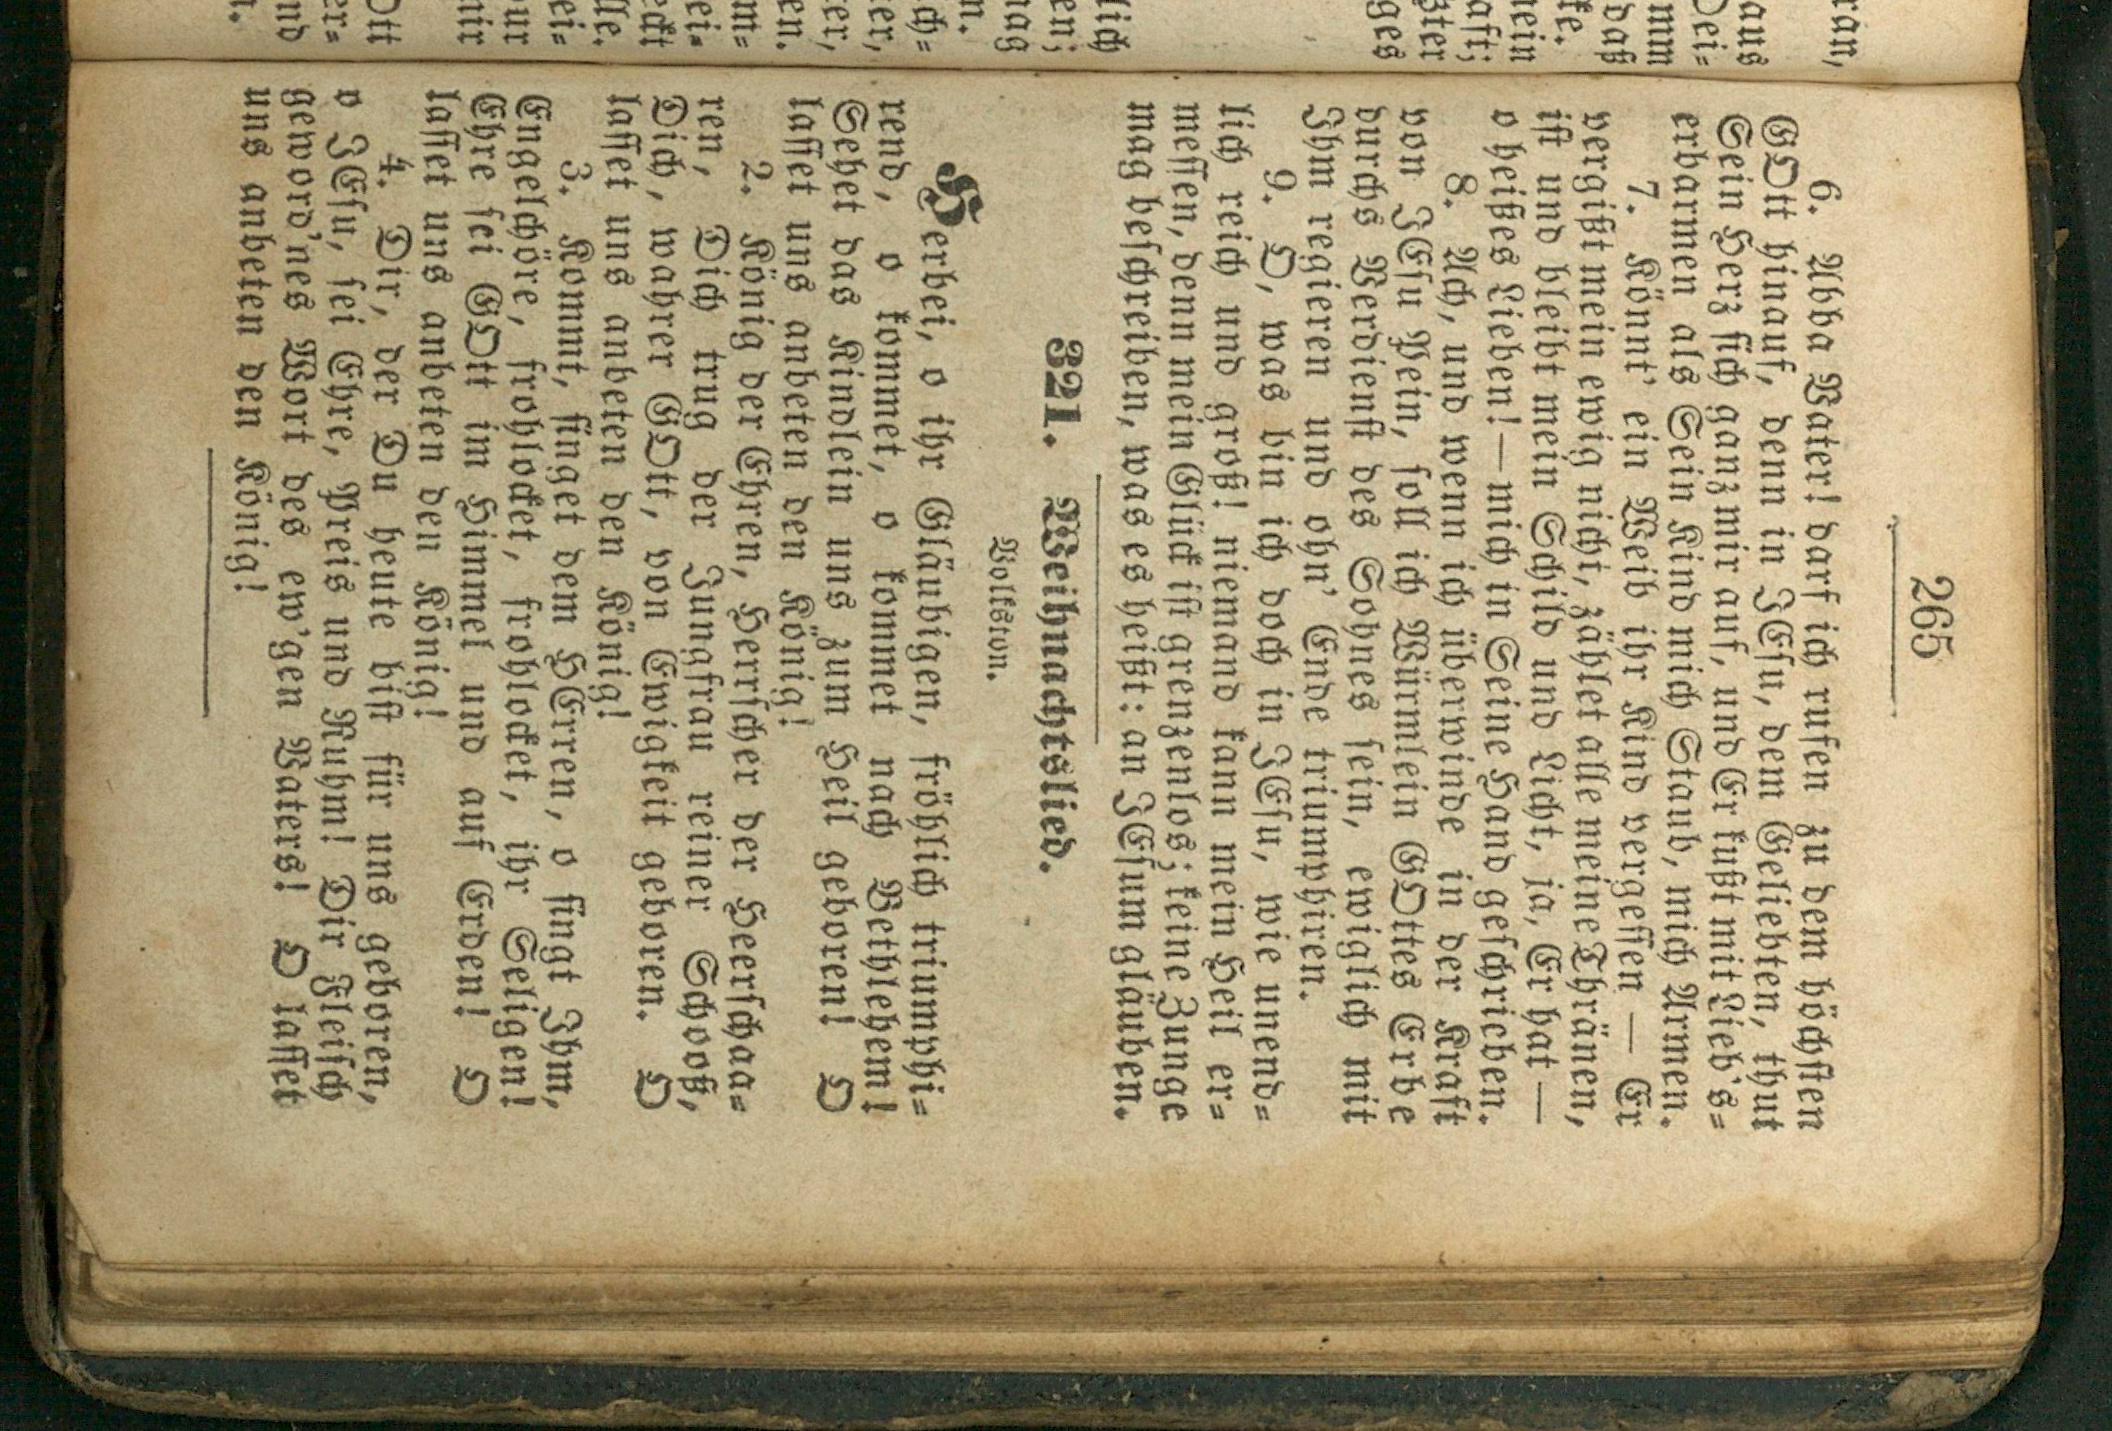 265
6. Abba Vater! darf ich rufen zu dem höchsten
GOtt hinauf, denn in JEsu, dem Geliebten, thut
Sein Herz sich ganz mir auf, und Er küßt mit Lieb's=
erbarmen als Sein Kind mich Staub, mich Armen.
7. Könnt' ein Weib ihr Kind vergessen — Er
vergißt mein ewig nicht, zählet alle meine Thränen,
ist und bleibt mein Schild und Licht, ja, Er hat —
o heißes Lieben! — mich in Seine Hand geschrieben.
8. Ach, und wenn ich überwinde in der Kraft
von JEsu Pein, soll ich Würmlein GOttes Erbe
durchs Verdienst des Sohnes sein, ewiglich mit
Ihm regieren und ohn' Ende triumphiren.
9. O, was bin ich doch in JEsu, wie unend=
lich reich und groß! niemand kann mein Heil er=
messen, denn mein Glück ist grenzenlos; keine Zunge
mag beschreiben, was es heißt: an JEsum glauben.
321. Weihnachtslied.
Volkston.
Herbei, o ihr Gläubigen, fröhlich triumphi=
rend, o kommet, o kommet nach Bethlehem!
Sehet das Kindlein uns zum Heil geboren! O
lasset uns anbeten den König!
2. König der Ehren, Herrscher der Heerschaa=
ren, Dich trug der Jungfrau reiner Schooß,
Dich, wahrer GOtt, von Ewigkeit geboren. O
lasset uns anbeten den König!
3. Kommt, singet dem HErren, o singt Ihm,
Engelchöre, frohlocket, frohlocket, ihr Seligen!
Ehre sei GOtt im Himmel und auf Erden! O
lasset uns anbeten den König!
4. Dir, der Du heute bist für uns geboren,
o JEsu, sei Ehre, Preis und Ruhm! Dir Fleisch
geword'nes Wort des ew'gen Vaters! O lasset
uns anbeten den König!